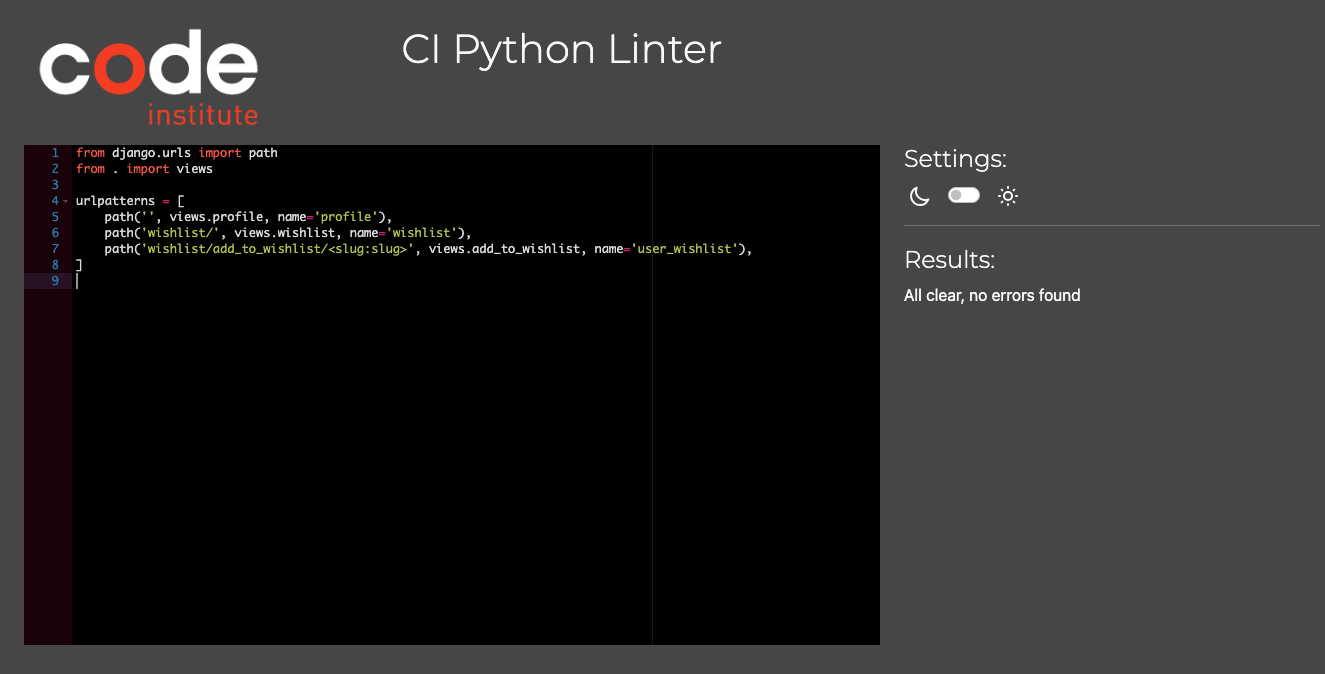 code
institute
CI Python Linter
1 from django.urls import path
2 from . import views
3
4 urlpatterns = [
5     path('', views.profile, name='profile'),
6     path('wishlist/', views.wishlist, name='wishlist'),
7     path('wishlist/add_to_wishlist/<slug:slug>', views.add_to_wishlist, name='user_wishlist'),
8 ]
9
Settings:
Results:
All clear, no errors found